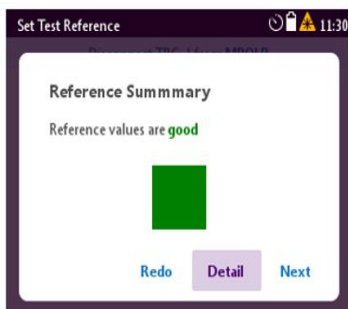 Set Test Reference 11:30
Reference Summmary
Reference values are good
Redo Detail Next